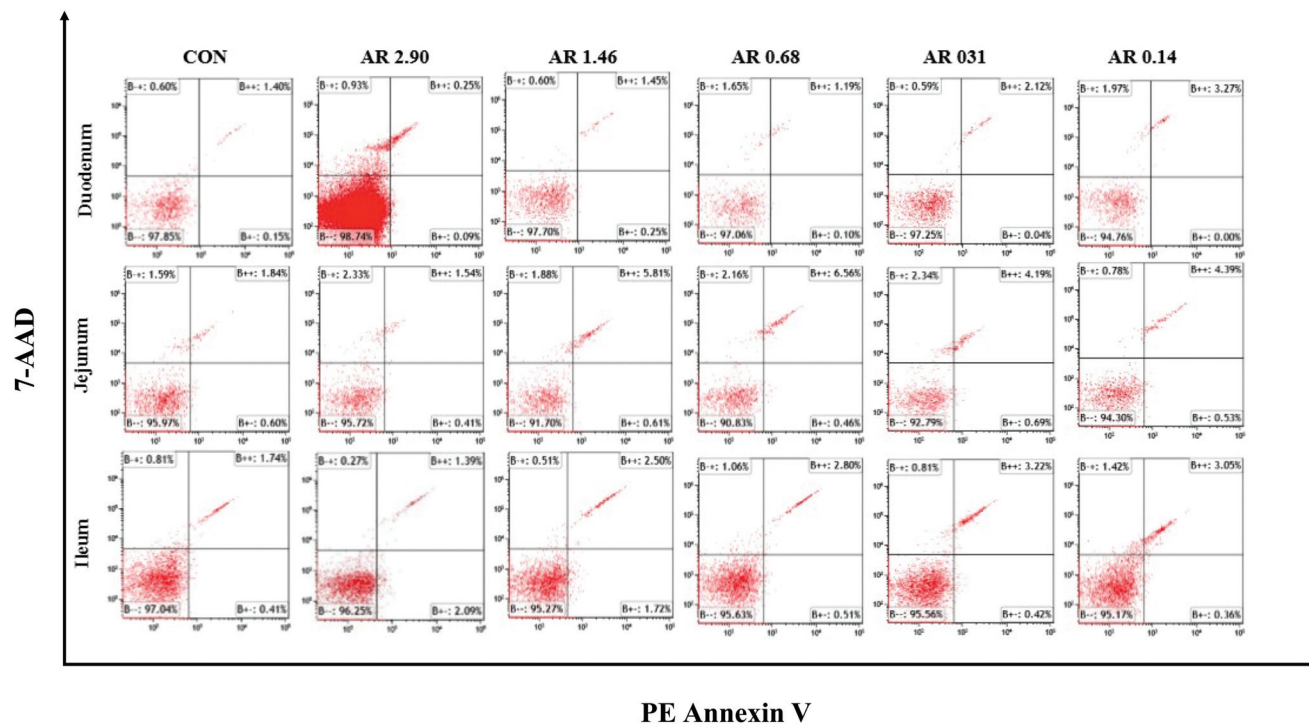 CON AR 2.90 AR 1.46 AR 0.68 AR 031 AR 0.14
Duodenum
B-+: 0.60% B++: 1.40% B-+: 0.93% B++: 0.25% B-+: 0.60% B++: 1.45% B-+: 1.65% B++: 1.19% B-+: 0.59% B++: 2.12% B-+: 1.97% B++: 3.27%
B--: 97.85% B+-: 0.15% B--: 98.74% B+-: 0.09% B--: 97.70% B+-: 0.25% B--: 97.06% B+-: 0.10% B--: 97.25% B+-: 0.04% B--: 94.76% B+-: 0.00%
Jejunum
B-+: 1.59% B++: 1.84% B-+: 2.33% B++: 1.54% B-+: 1.88% B++: 5.81% B-+: 2.16% B++: 6.56% B-+: 2.34% B++: 4.19% B-+: 0.78% B++: 4.39%
B--: 95.97% B+-: 0.60% B--: 95.72% B+-: 0.41% B--: 91.70% B+-: 0.61% B--: 90.83% B+-: 0.46% B--: 92.79% B+-: 0.69% B--: 94.30% B+-: 0.53%
Ileum
B-+: 0.81% B++: 1.74% B-+: 0.27% B++: 1.39% B-+: 0.51% B++: 2.50% B-+: 1.06% B++: 2.80% B-+: 0.81% B++: 3.22% B-+: 1.42% B++: 3.05%
B--: 97.04% B+-: 0.41% B--: 96.25% B+-: 2.09% B--: 95.27% B+-: 1.72% B--: 95.63% B+-: 0.51% B--: 95.56% B+-: 0.42% B--: 95.17% B+-: 0.36%
7-AAD
PE Annexin V